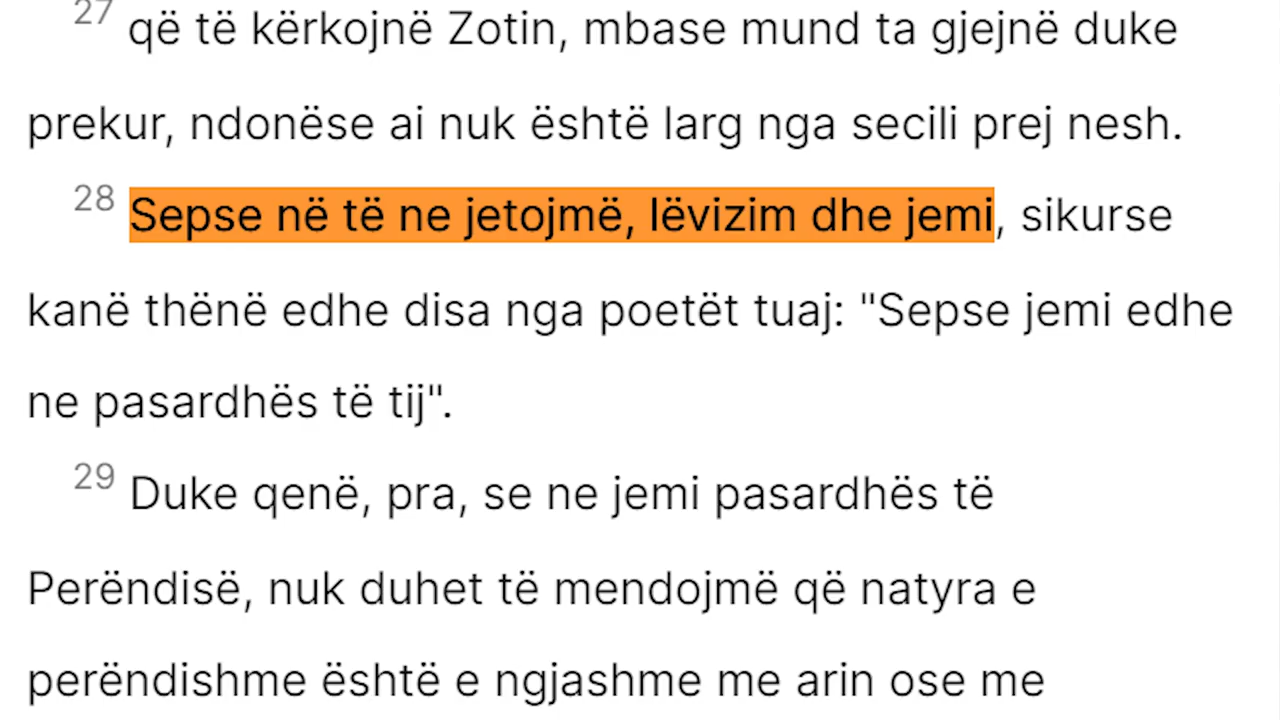 27 që të kërkojnë Zotin, mbase mund ta gjejnë duke
prekur, ndonëse ai nuk është larg nga secili prej nesh.
28 Sepse në të ne jetojmë, lëvizim dhe jemi, sikurse
kanë thënë edhe disa nga poetët tuaj: "Sepse jemi edhe
ne pasardhës të tij".
29 Duke qenë, pra, se ne jemi pasardhës të
Perëndisë, nuk duhet të mendojmë që natyra e
perëndishme është e ngjashme me arin ose me